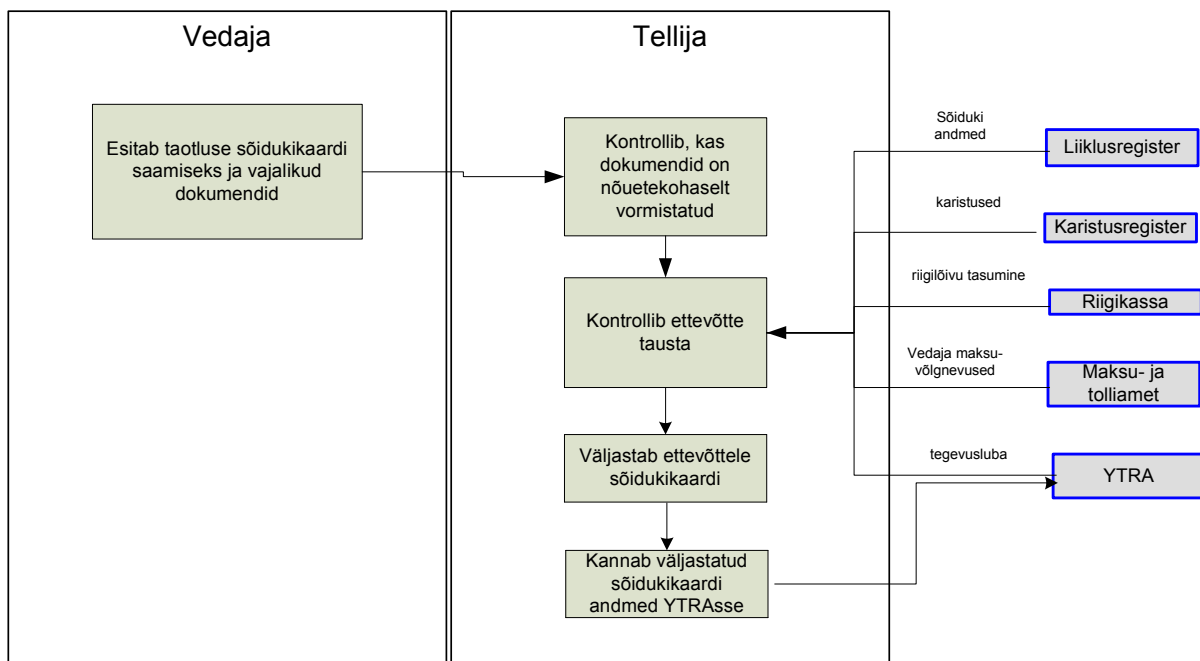 Vedaja
Tellija
Esitab taotluse sõidukikaardi
saamiseks ja vajalikud
dokumendid
Kontrollib, kas
dokumendid on
nõuetekohaselt
vormistatud
Kontrollib ettevõtte
tausta
Väljastab ettevõttele
sõidukikaardi
Kannab väljastatud
sõidukikaardi
andmed YTRAsse
Sõiduki
andmed
Liiklusregister
karistused
Karistusregister
riigilõivu tasumine
Riigikassa
Vedaja maksu-
võlgnevused
Maksu- ja
tolliamet
tegevusluba
YTRA